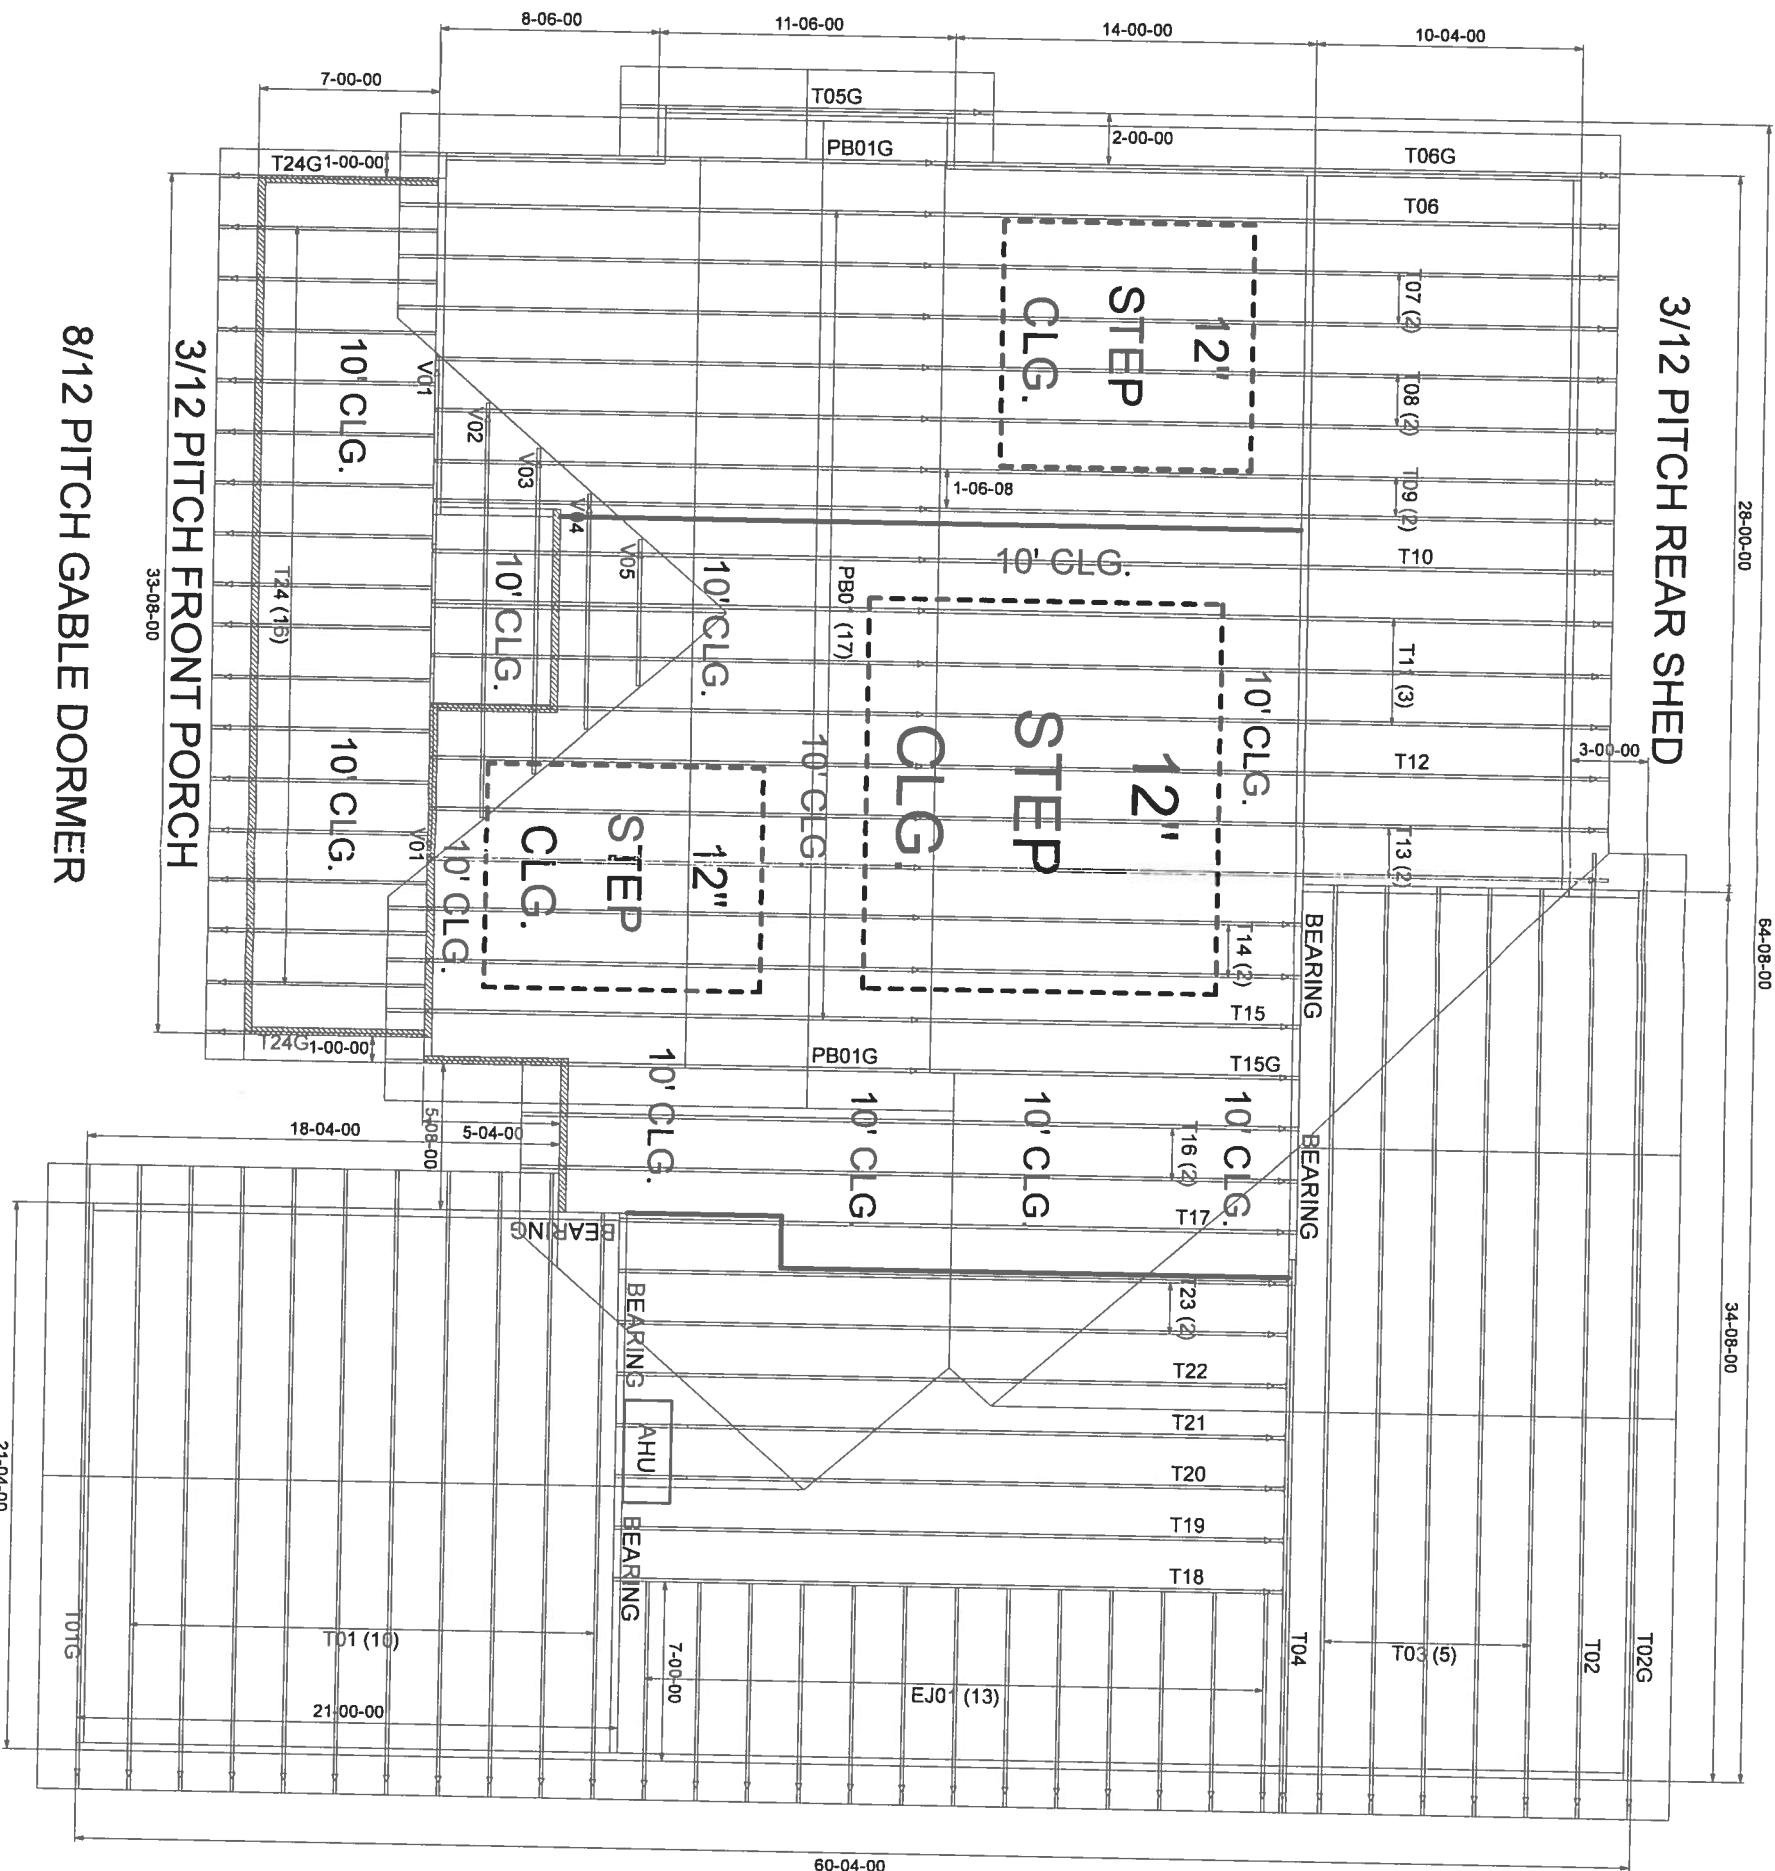 8-06-00
11-06-00
14-00-00
10-04-00
7-00-00
T05G
2-00-00
PB01G
T06G
T24G
1-00-00
T06
T07 (2)
T08 (2)
T09 (2)
12"
STEP
CLG.
1-06-08
T10
T11 (3)
T12
T13 (2)
3-00-00
3/12 PITCH REAR SHED
28-00-00
64-08-00
34-08-00
10' CLG.
V01
V02
V03
V04
V05
10' CLG.
10' CLG.
10' CLG.
(17)
10' CLG.
12"
STEP
CLG.
10' CLG.
T24 (16)
33-08-00
3/12 PITCH FRONT PORCH
8/12 PITCH GABLE DORMER
10' CLG.
V01
10' CLG.
12"
STEP
CLG.
BEARING
T14 (2)
T15
T15G
PB01G
T24G
1-00-00
10' CLG.
10' CLG.
10' CLG
10' CLG.
T16 (2)
BEARING
T17
18-04-00
5-04-00
5-08-00
BEARING
BEARING
T23 (2)
T22
T21
T20
T19
T18
AHU
BEARING
T01G
T01 (10)
7-00-00
EJ01 (13)
T04
T03 (5)
T02
T02G
21-00-00
21-04-00
60-04-00